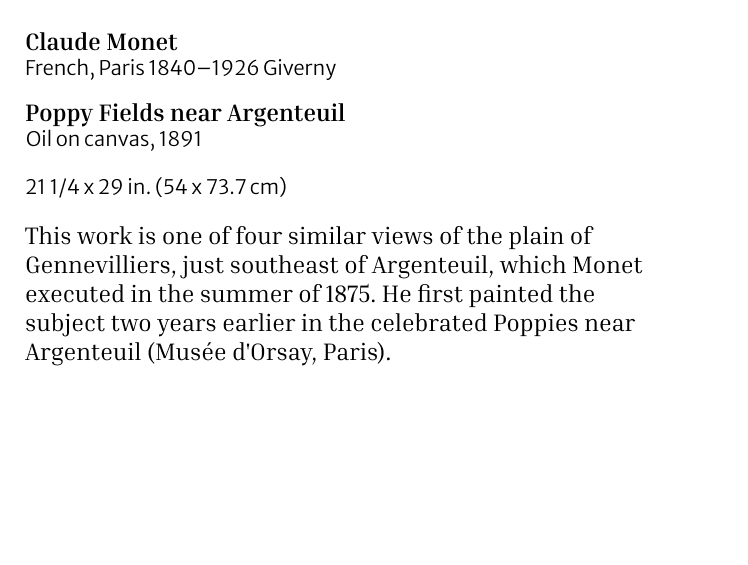 Claude Monet
French, Paris 1840–1926 Giverny
Poppy Fields near Argenteuil
Oil on canvas, 1891
21 1/4 x 29 in. (54 x 73.7 cm)
This work is one of four similar views of the plain of
Gennevilliers, just southeast of Argenteuil, which Monet
executed in the summer of 1875. He first painted the
subject two years earlier in the celebrated Poppies near
Argenteuil (Musée d'Orsay, Paris).